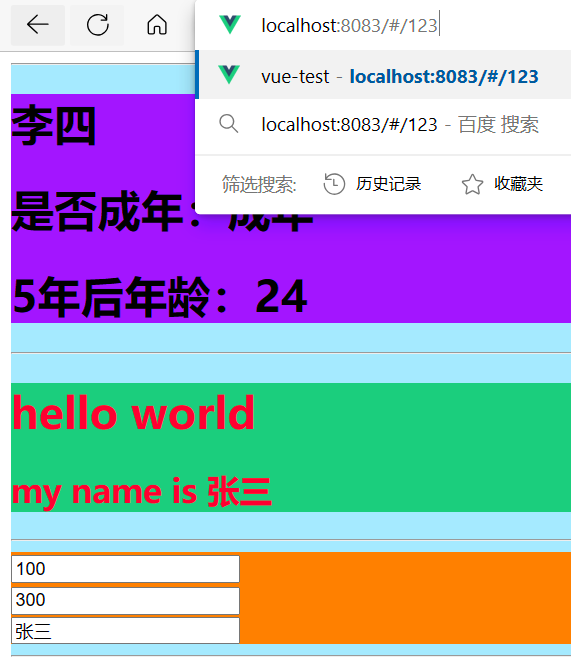 localhost:8083/#/123
vue-test - localhost:8083/#/123
localhost:8083/#/123 - 百度 搜索
筛选搜索: 历史记录 收藏夹
李四
是否成年：成年
5年后年龄：24
hello world
my name is 张三
100
300
张三